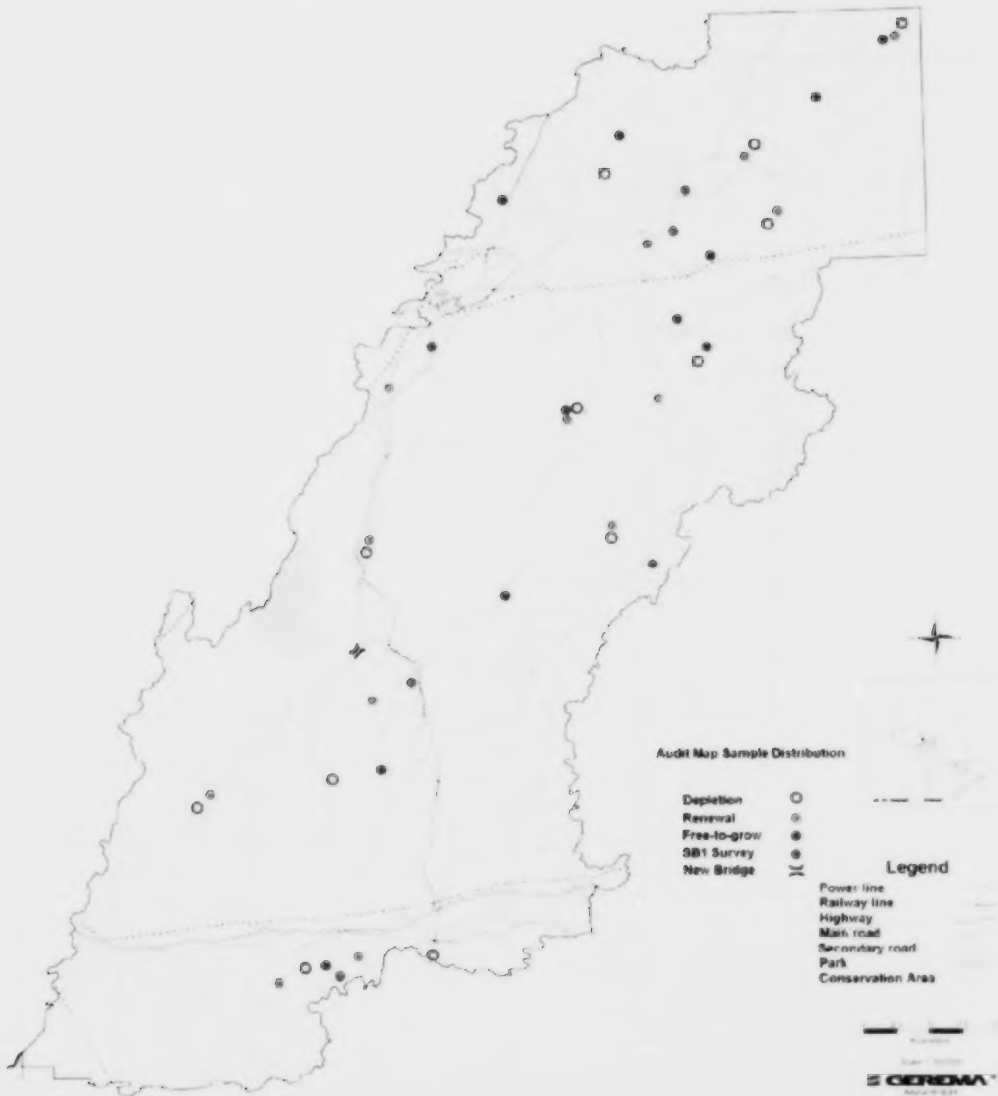 Audit Map Sample Distribution
Depletion
Renewal
Free-to-grow
SB1 Survey
New Bridge
Legend
Power line
Railway line
Highway
Main road
Secondary road
Park
Conservation Area
GEREMA